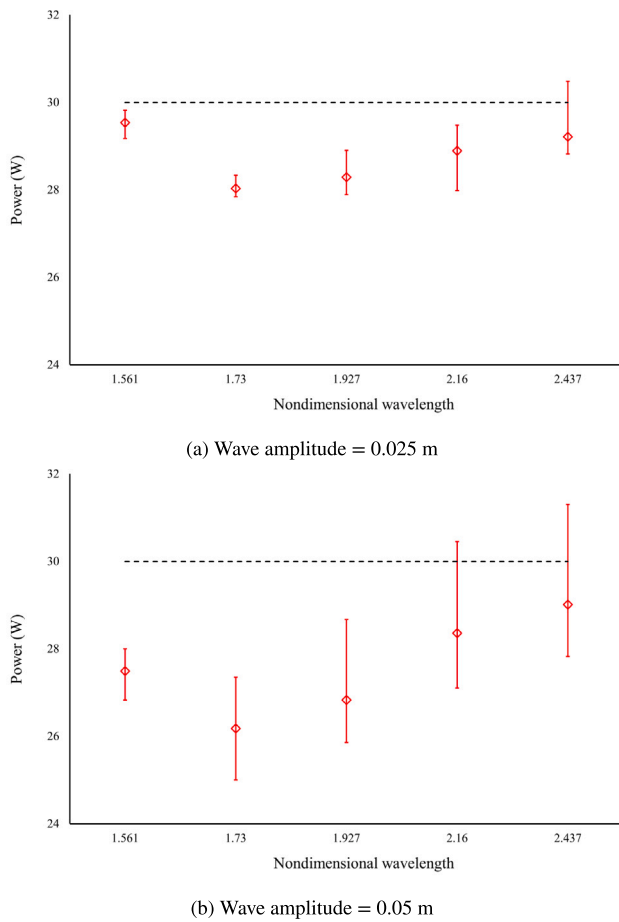 32
30
28
26
24
Power (W)
1.561 1.73 1.927 2.16 2.437
Nondimensional wavelength
(a) Wave amplitude = 0.025 m
32
30
28
26
24
Power (W)
1.561 1.73 1.927 2.16 2.437
Nondimensional wavelength
(b) Wave amplitude = 0.05 m